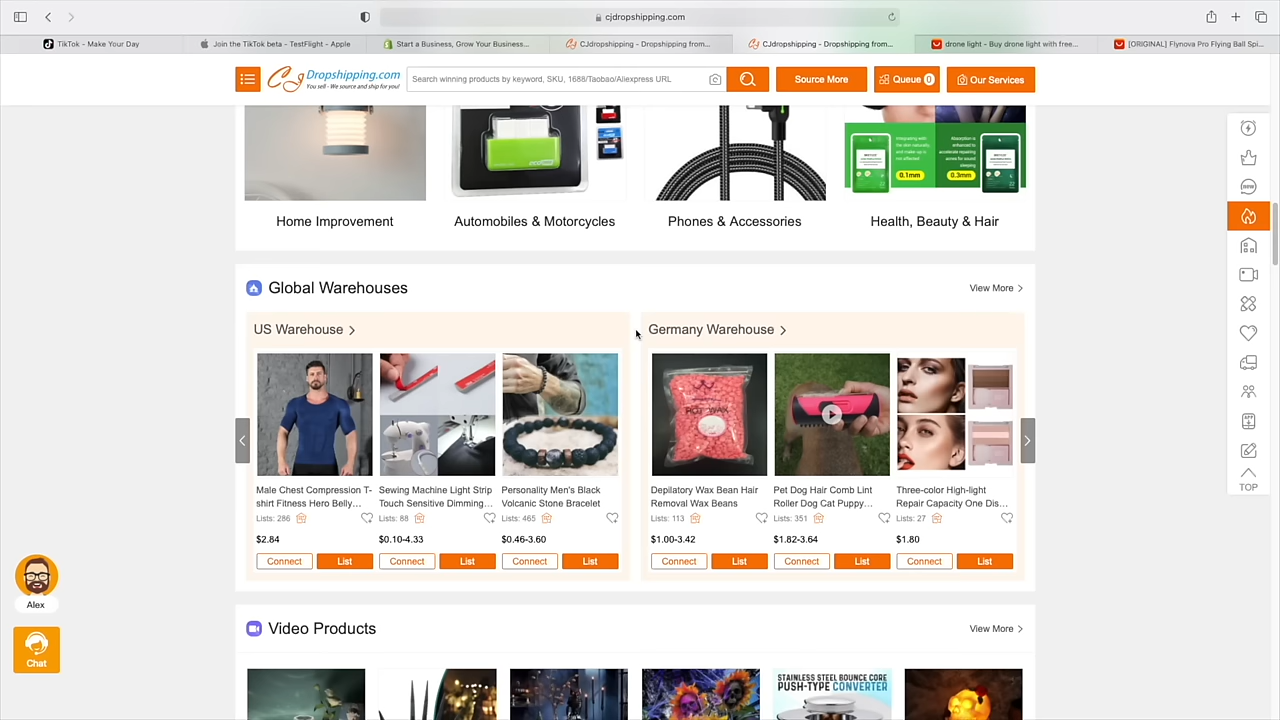 cjdropshipping.com
TikTok - Make Your Day
Join the TikTok beta - TestFlight - Apple
Start a Business, Grow Your Business...
CJdropshipping - Dropshipping from...
CJdropshipping - Dropshipping from...
drone light - Buy drone light with free...
[ORIGINAL] Flynova Pro Flying Ball Spi...
CJ Dropshipping.com
You sell - We source and ship for you!
Search winning products by keyword, SKU, 1688/Taobao/Aliexpress URL
Source More
Queue 0
Our Services
0.1mm
0.3mm
Home Improvement
Automobiles & Motorcycles
Phones & Accessories
Health, Beauty & Hair
Global Warehouses
View More
US Warehouse
Germany Warehouse
HOT WAX
Male Chest Compression T-
shirt Fitness Hero Belly...
Lists: 286
$2.84
Connect
List
Sewing Machine Light Strip
Touch Sensitive Dimming...
Lists: 88
$0.10-4.33
Connect
List
Personality Men's Black
Volcanic Stone Bracelet
Lists: 465
$0.46-3.60
Connect
List
Depilatory Wax Bean Hair
Removal Wax Beans
Lists: 113
$1.00-3.42
Connect
List
Pet Dog Hair Comb Lint
Roller Dog Cat Puppy...
Lists: 351
$1.82-3.64
Connect
List
Three-color High-light
Repair Capacity One Dis...
Lists: 27
$1.80
Connect
List
TOP
Alex
Chat
Video Products
View More
STAINLESS STEEL BOUNCE CORE
PUSH-TYPE CONVERTER